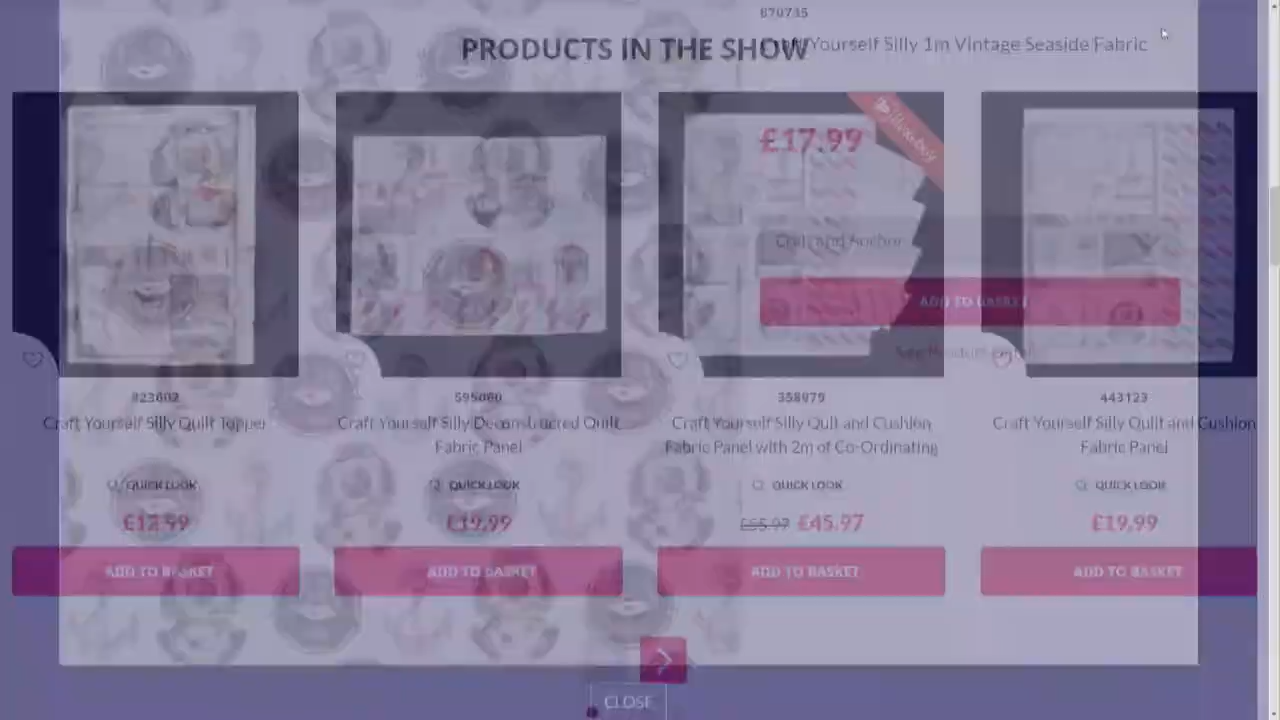 670735
PRODUCTS IN THE SHOW
Craft Yourself Silly 1m Vintage Seaside Fabric
£17.99
ADD TO BASKET
823602
Craft Yourself Silly Quilt Topper
QUICK LOOK
£12.99
ADD TO BASKET
595060
Craft Yourself Silly Deconstructed Quilt
Fabric Panel
QUICK LOOK
£19.99
ADD TO BASKET
358979
Craft Yourself Silly Quilt and Cushion
Fabric Panel with 2m of Co-Ordinating
QUICK LOOK
£55.97 £45.97
ADD TO BASKET
443123
Craft Yourself Silly Quilt and Cushion
Fabric Panel
QUICK LOOK
£19.99
ADD TO BASKET
CLOSE